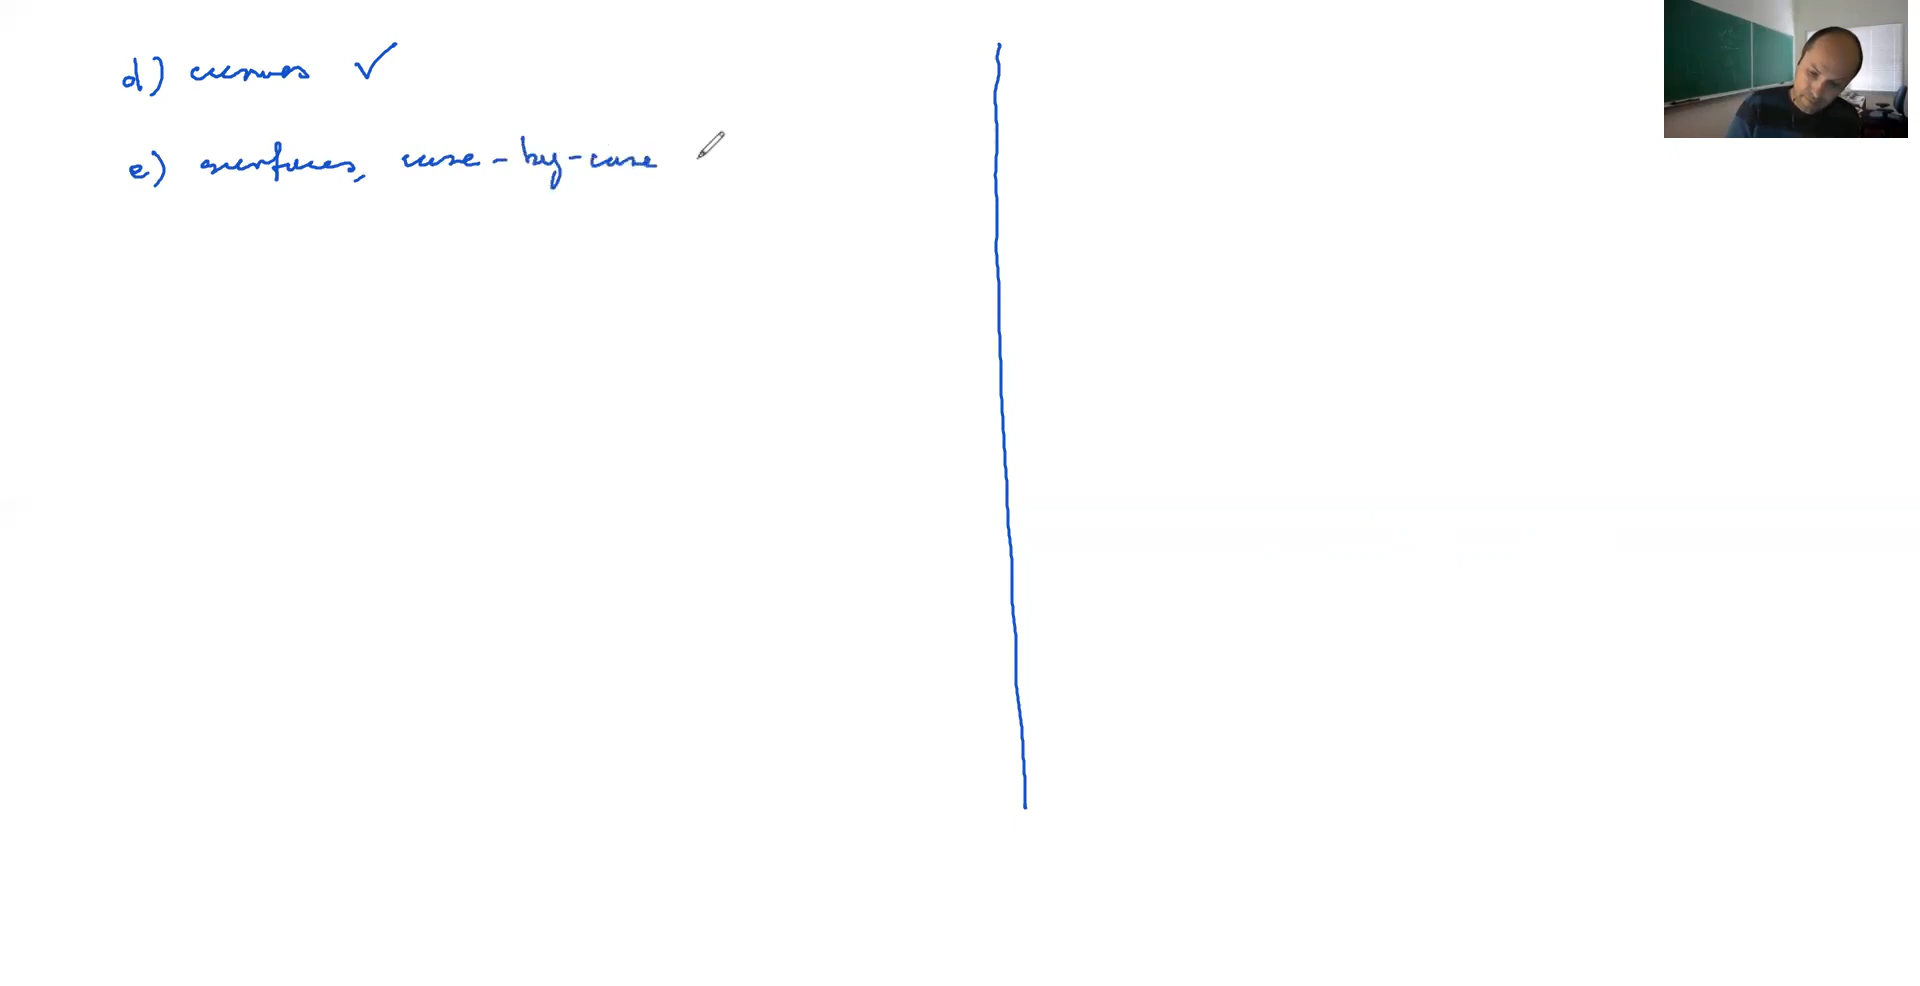 d) curves ✓
e) surfaces, case-by-case